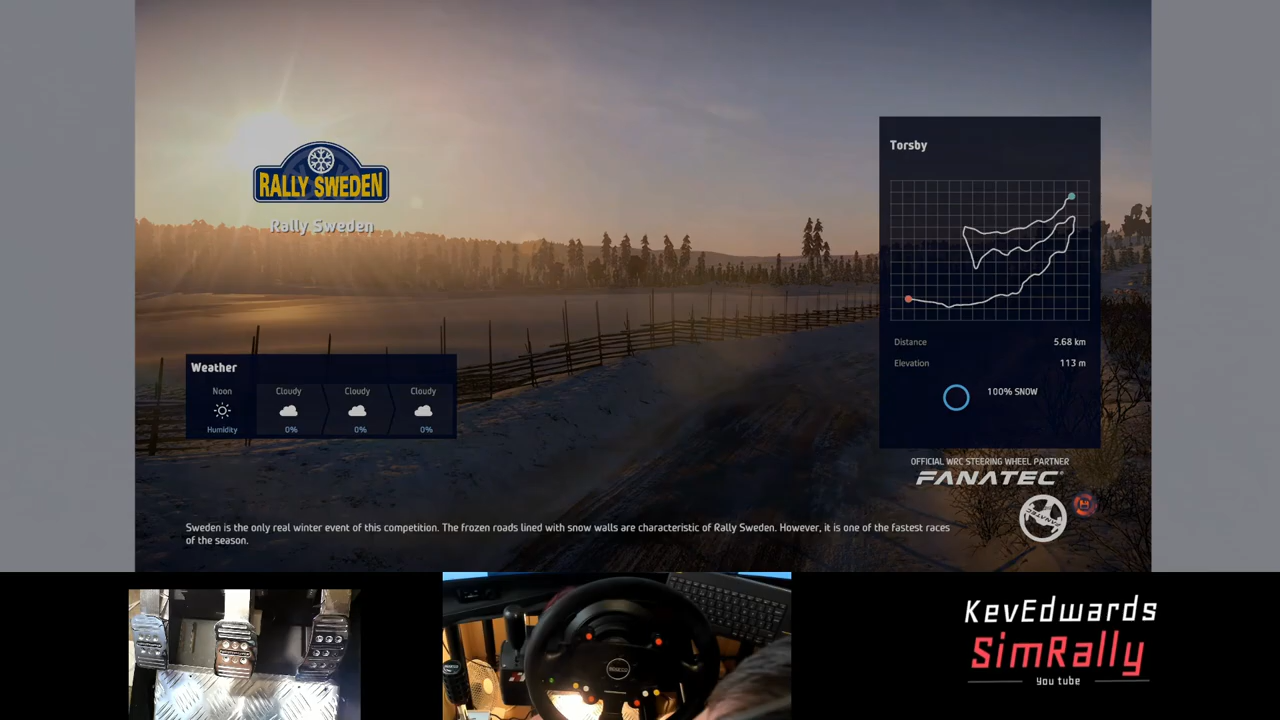 RALLY SWEDEN
Rally Sweden
Torsby
Distance 5.68 km
Elevation 113 m
100% SNOW
Weather
Noon Cloudy Cloudy Cloudy
Humidity 0% 0% 0%
OFFICIAL WRC STEERING WHEEL PARTNER
FANATEC
Sweden is the only real winter event of this competition. The frozen roads lined with snow walls are characteristic of Rally Sweden. However, it is one of the fastest races
of the season.
KevEdwards
SimRally
You tube